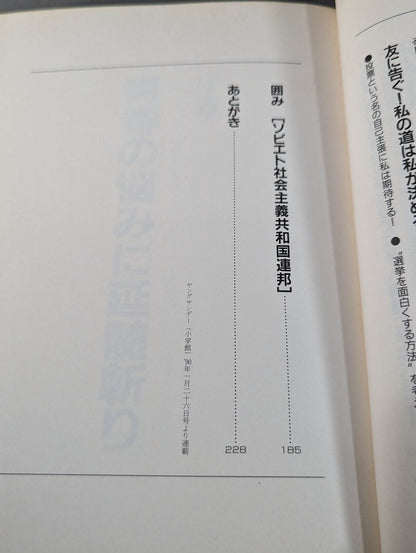 友に告ぐ!私の道は私が決める
●投票という名の自己主張に私は期待する!
●“選挙を面白くする方法”を考
囲み [ソビエト社会主義共和国連邦]……185
あとがき……228
ヤングサンデー(小学館)'90年一月二十六日号より連載